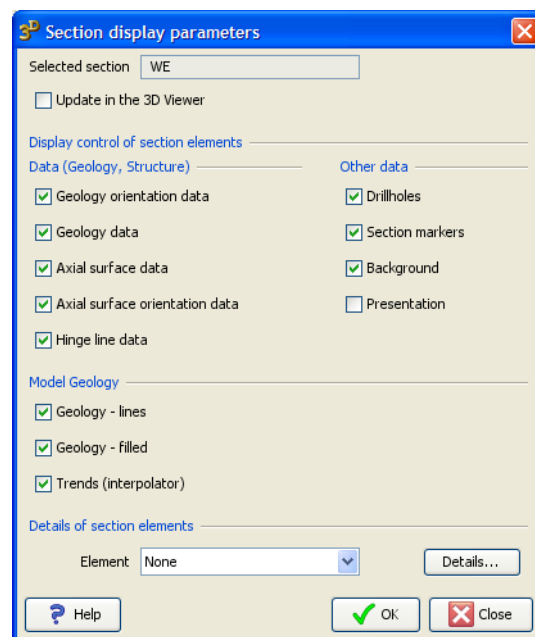 3D Section display parameters
Selected section WE
Update in the 3D Viewer
Display control of section elements
Data (Geology, Structure)
Geology orientation data
Geology data
Axial surface data
Axial surface orientation data
Hinge line data
Other data
Drillholes
Section markers
Background
Presentation
Model Geology
Geology - lines
Geology - filled
Trends (interpolator)
Details of section elements
Element None Details...
? Help OK Close